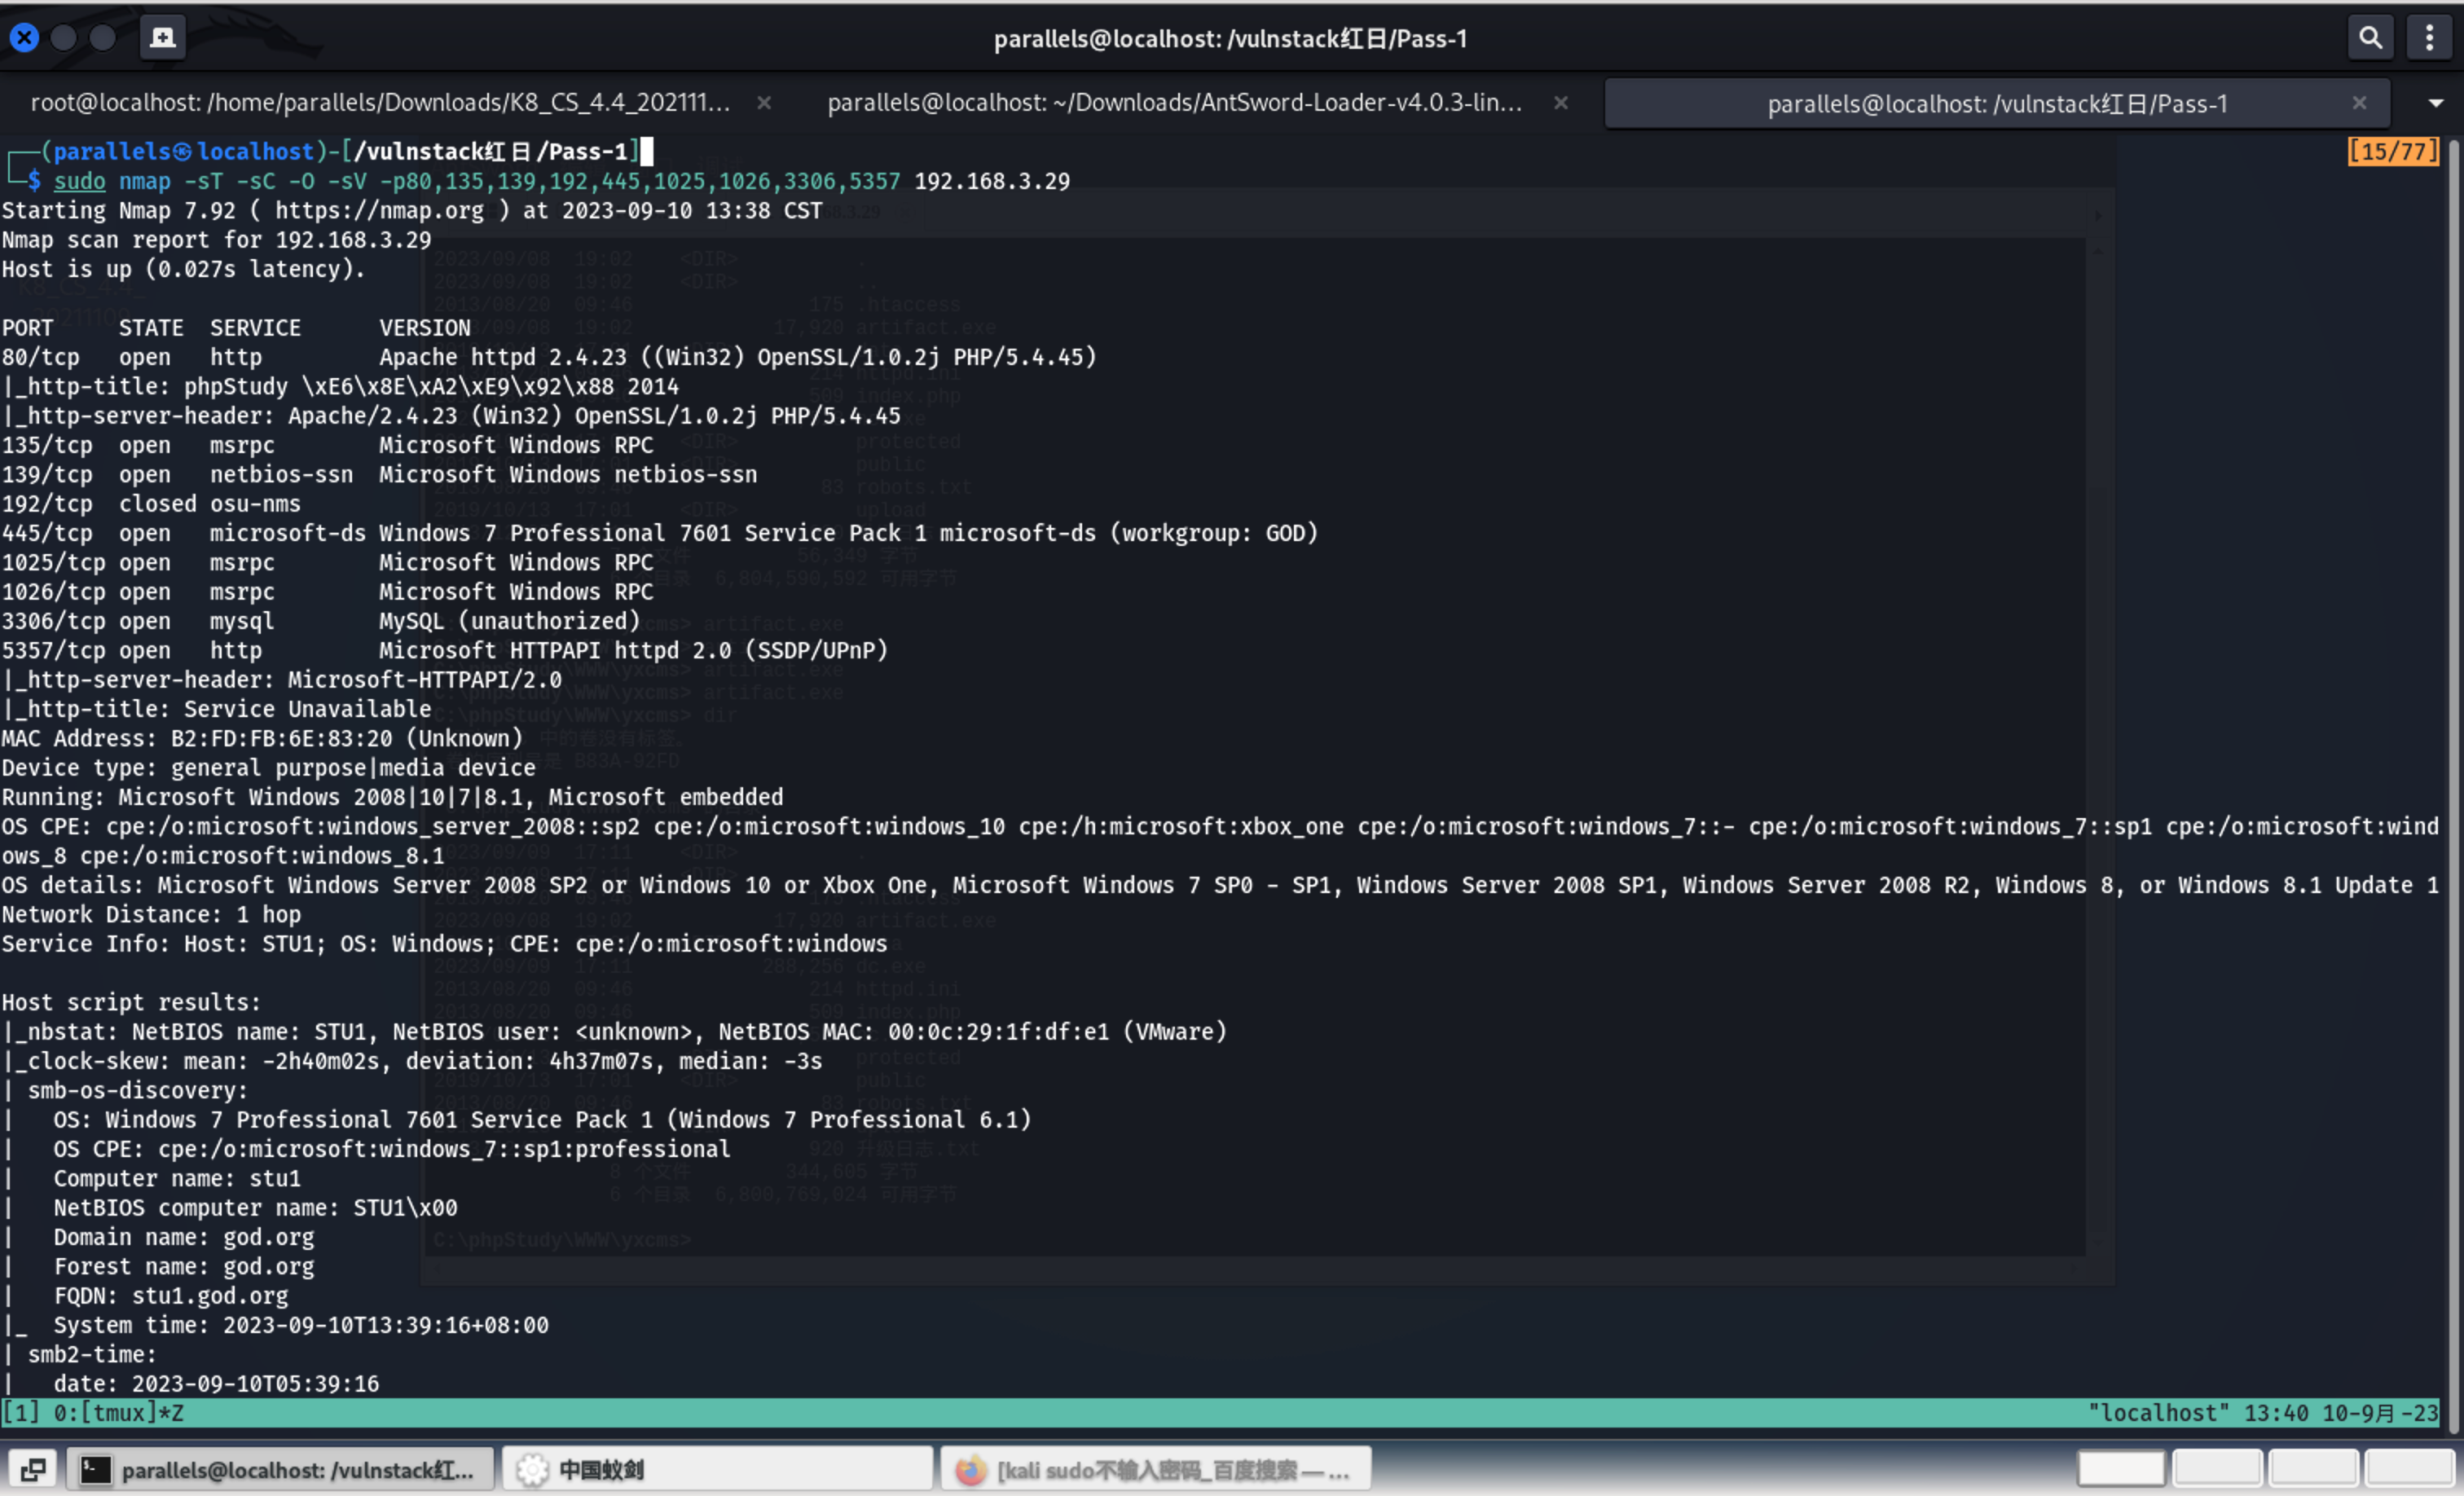 parallels@localhost: /vulnstack红日/Pass-1
root@localhost: /home/parallels/Downloads/K8_CS_4.4_202111... parallels@localhost: ~/Downloads/AntSword-Loader-v4.0.3-lin... parallels@localhost: /vulnstack红日/Pass-1
┌──(parallels㉿localhost)-[/vulnstack红日/Pass-1] [15/77]
└─$ sudo nmap -sT -sC -O -sV -p80,135,139,192,445,1025,1026,3306,5357 192.168.3.29
Starting Nmap 7.92 ( https://nmap.org ) at 2023-09-10 13:38 CST
Nmap scan report for 192.168.3.29
Host is up (0.027s latency).
PORT STATE SERVICE VERSION
80/tcp open http Apache httpd 2.4.23 ((Win32) OpenSSL/1.0.2j PHP/5.4.45)
|_http-title: phpStudy \xE6\x8E\xA2\xE9\x92\x88 2014
|_http-server-header: Apache/2.4.23 (Win32) OpenSSL/1.0.2j PHP/5.4.45
135/tcp open msrpc Microsoft Windows RPC
139/tcp open netbios-ssn Microsoft Windows netbios-ssn
192/tcp closed osu-nms
445/tcp open microsoft-ds Windows 7 Professional 7601 Service Pack 1 microsoft-ds (workgroup: GOD)
1025/tcp open msrpc Microsoft Windows RPC
1026/tcp open msrpc Microsoft Windows RPC
3306/tcp open mysql MySQL (unauthorized)
5357/tcp open http Microsoft HTTPAPI httpd 2.0 (SSDP/UPnP)
|_http-server-header: Microsoft-HTTPAPI/2.0
|_http-title: Service Unavailable
MAC Address: B2:FD:FB:6E:83:20 (Unknown)
Device type: general purpose|media device
Running: Microsoft Windows 2008|10|7|8.1, Microsoft embedded
OS CPE: cpe:/o:microsoft:windows_server_2008::sp2 cpe:/o:microsoft:windows_10 cpe:/h:microsoft:xbox_one cpe:/o:microsoft:windows_7::- cpe:/o:microsoft:windows_7::sp1 cpe:/o:microsoft:wind
ows_8 cpe:/o:microsoft:windows_8.1
OS details: Microsoft Windows Server 2008 SP2 or Windows 10 or Xbox One, Microsoft Windows 7 SP0 - SP1, Windows Server 2008 SP1, Windows Server 2008 R2, Windows 8, or Windows 8.1 Update 1
Network Distance: 1 hop
Service Info: Host: STU1; OS: Windows; CPE: cpe:/o:microsoft:windows
Host script results:
|_nbstat: NetBIOS name: STU1, NetBIOS user: <unknown>, NetBIOS MAC: 00:0c:29:1f:df:e1 (VMware)
|_clock-skew: mean: -2h40m02s, deviation: 4h37m07s, median: -3s
| smb-os-discovery:
|   OS: Windows 7 Professional 7601 Service Pack 1 (Windows 7 Professional 6.1)
|   OS CPE: cpe:/o:microsoft:windows_7::sp1:professional
|   Computer name: stu1
|   NetBIOS computer name: STU1\x00
|   Domain name: god.org
|   Forest name: god.org
|   FQDN: stu1.god.org
|_  System time: 2023-09-10T13:39:16+08:00
| smb2-time:
|   date: 2023-09-10T05:39:16
[1] 0:[tmux]*Z "localhost" 13:40 10-9月-23
parallels@localhost: /vulnstack红... 中国蚁剑 [kali sudo不输入密码_百度搜索 — ...